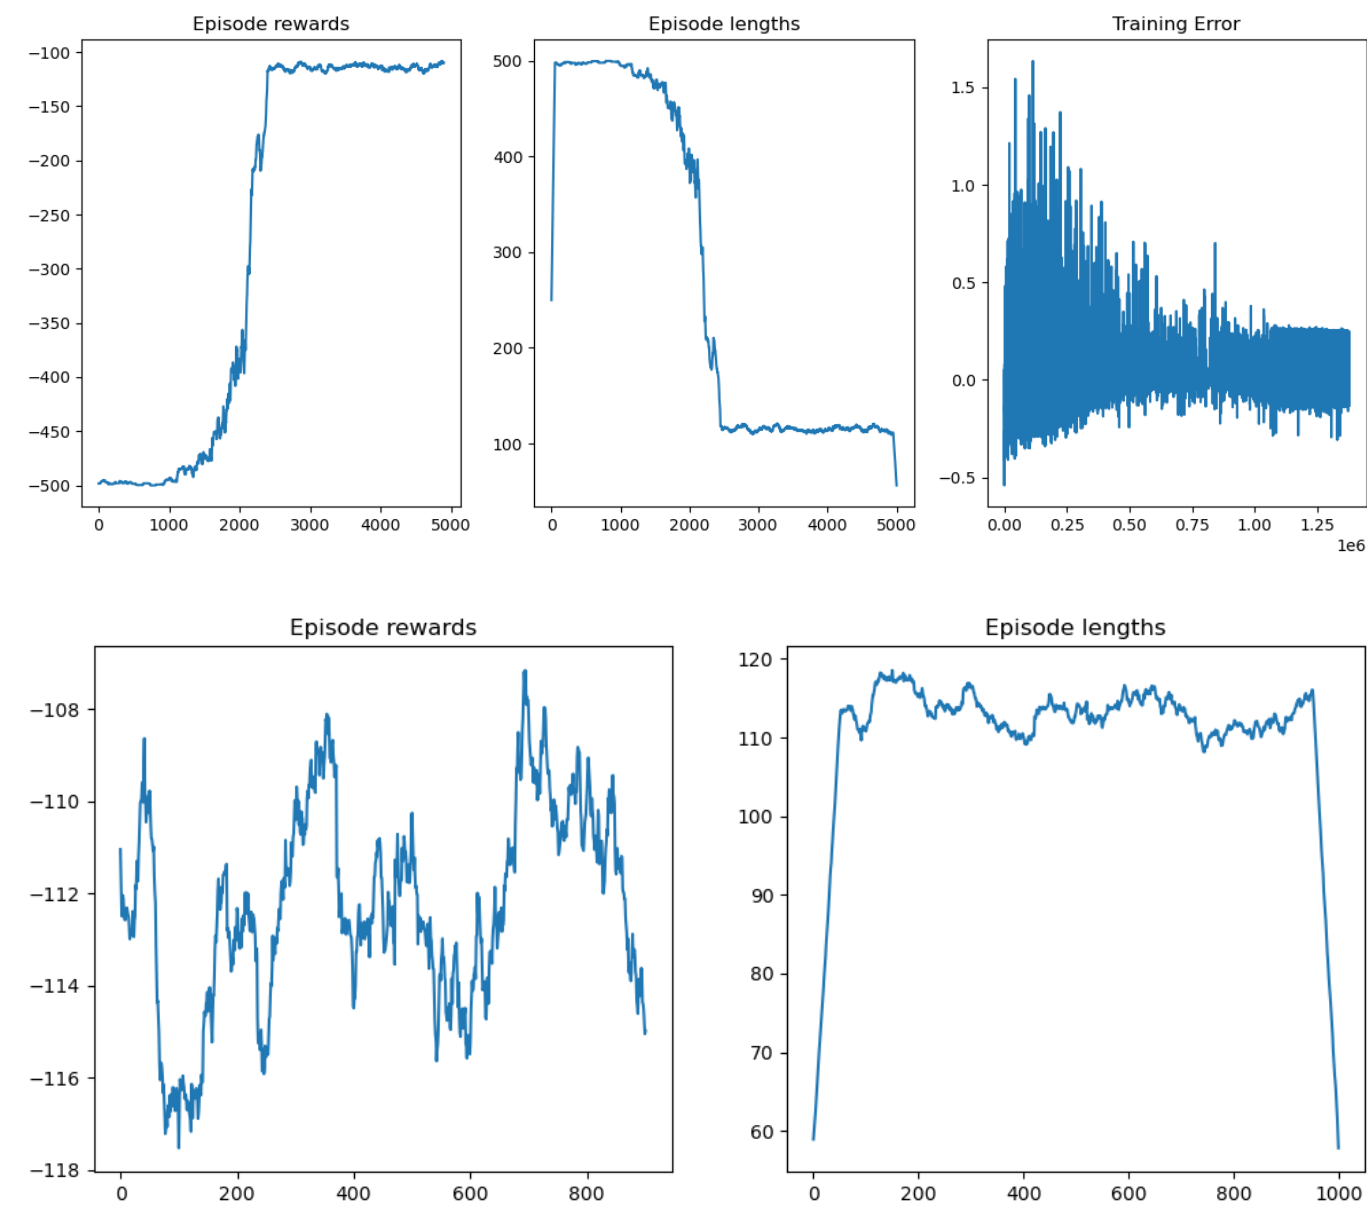 Episode rewards
Episode lengths
Training Error
−100
−150
−200
−250
−300
−350
−400
−450
−500
0 1000 2000 3000 4000 5000
500
400
300
200
100
0 1000 2000 3000 4000 5000
1.5
1.0
0.5
0.0
−0.5
0.00 0.25 0.50 0.75 1.00 1.25
1e6
Episode rewards
Episode lengths
−108
−110
−112
−114
−116
−118
0 200 400 600 800
120
110
100
90
80
70
60
0 200 400 600 800 1000